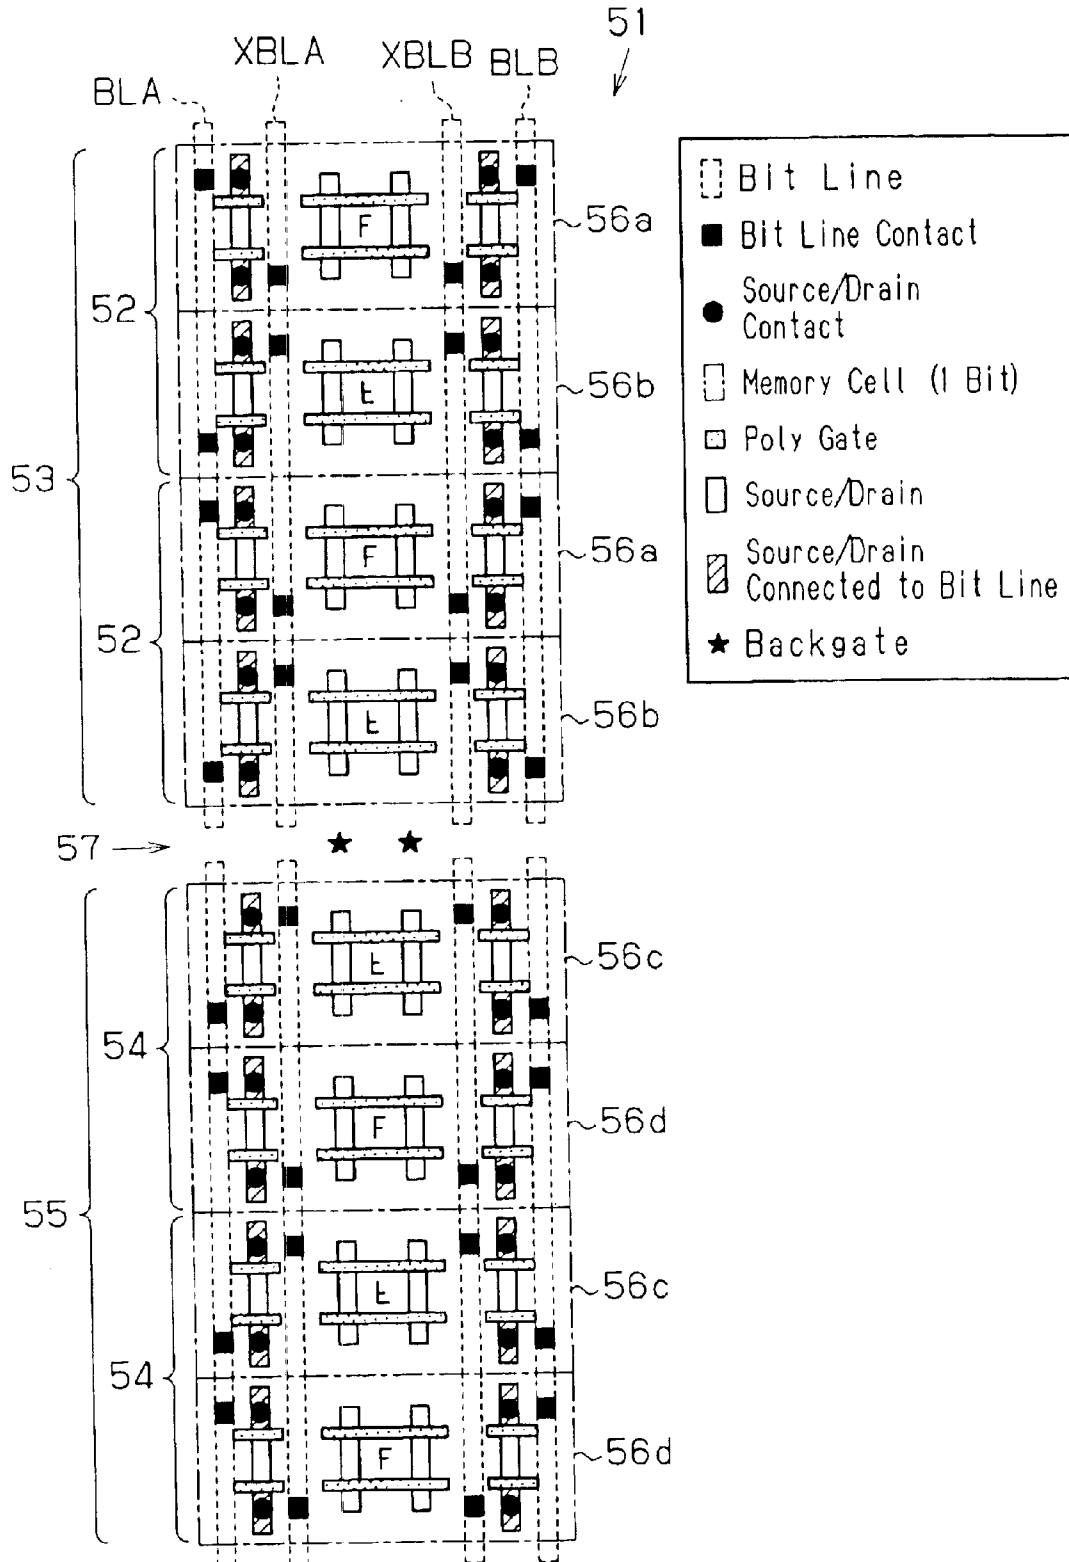 51
XBLA
XBLB
BLB
BLA
Bit Line
Bit Line Contact
Source/Drain
Contact
Memory Cell (1 Bit)
Poly Gate
Source/Drain
Source/Drain
Connected to Bit Line
★ Backgate
F
56a
52
56b
53
F
56a
52
56b
57
56c
54
F
56d
55
56c
54
F
56d